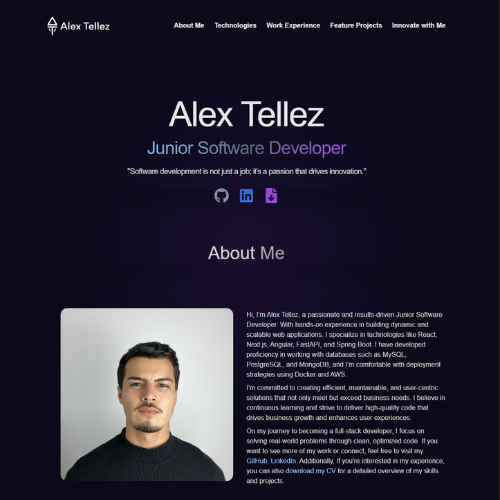 Alex Tellez
About Me Technologies Work Experience Feature Projects Innovate with Me
Alex Tellez
Junior Software Developer
"Software development is not just a job; it's a passion that drives innovation."
in
About Me
Hi, I'm Alex Tellez, a passionate and results-driven Junior Software
Developer. With hands-on experience in building dynamic and
scalable web applications. I specialize in technologies like React,
Next.js, Angular, FastAPI, and Spring Boot. I have developed
proficiency in working with databases such as MySQL,
PostgreSQL, and MongoDB, and I'm comfortable with deployment
strategies using Docker and AWS.
I'm committed to creating efficient, maintainable, and user-centric
solutions that not only meet but exceed business needs. I believe in
continuous learning and strive to deliver high-quality code that
drives business growth and enhances user experiences.
On my journey to becoming a full-stack developer, I focus on
solving real-world problems through clean, optimized code. If you
want to see more of my work or connect, feel free to visit my
GitHub, LinkedIn. Additionally, if you're interested in my experience,
you can also download my CV for a detailed overview of my skills
and projects.